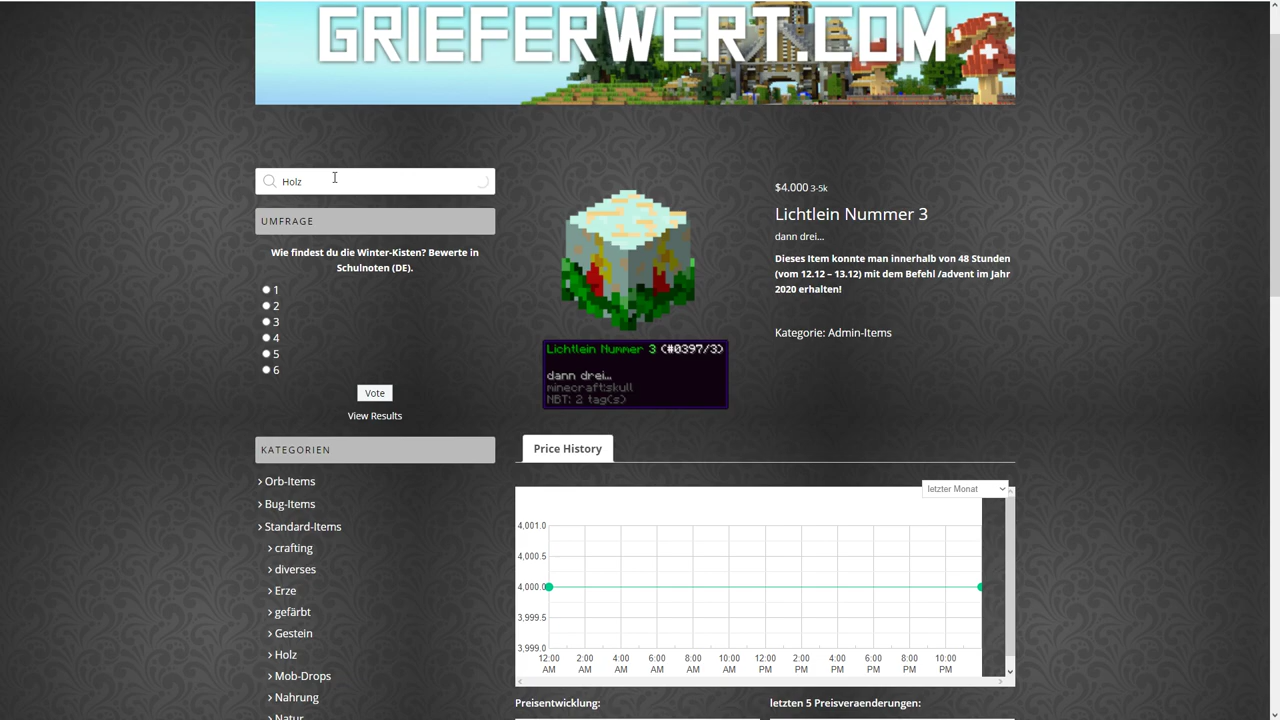 GRIEFERWERT.COM
Holz
UMFRAGE
Wie findest du die Winter-Kisten? Bewerte in
Schulnoten (DE).
1
2
3
4
5
6
Vote
View Results
KATEGORIEN
> Orb-Items
> Bug-Items
> Standard-Items
> crafting
> diverses
> Erze
> gefärbt
> Gestein
> Holz
> Mob-Drops
> Nahrung
> Natur
Lichtlein Nummer 3 (#0397/3)
dann drei...
minecraft:skull
NBT: 2 tag(s)
$4.000 3-5k
Lichtlein Nummer 3
dann drei...
Dieses Item konnte man innerhalb von 48 Stunden
(vom 12.12 – 13.12) mit dem Befehl /advent im Jahr
2020 erhalten!
Kategorie: Admin-Items
Price History
letzter Monat
4,001.0
4,000.5
4,000.0
3,999.5
3,999.0
12:00 2:00 4:00 6:00 8:00 10:00 12:00 2:00 4:00 6:00 8:00 10:00
AM AM AM AM AM AM PM PM PM PM PM PM
Preisentwicklung:
letzten 5 Preisveraenderungen: